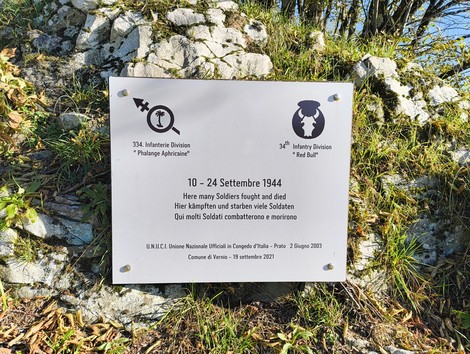 334. Infanterie Division
" Phalange Aphricaine"
34th Infantry Division
" Red Bull"
10 - 24 Settembre 1944
Here many Soldiers fought and died
Hier kämpften und starben viele Soldaten
Qui molti Soldati combatterono e morirono
U.N.U.C.I. Unione Nazionale Ufficiali in Congedo d'Italia - Prato 2 Giugno 2003
Comune di Vernio - 19 settembre 2021